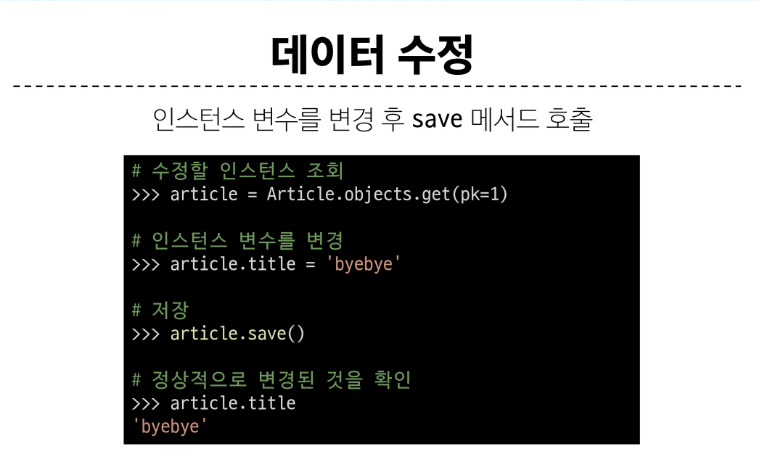 데이터 수정
인스턴스 변수를 변경 후 save 메서드 호출
# 수정할 인스턴스 조회
>>> article = Article.objects.get(pk=1)
# 인스턴스 변수를 변경
>>> article.title = 'byebye'
# 저장
>>> article.save()
# 정상적으로 변경된 것을 확인
>>> article.title
'byebye'